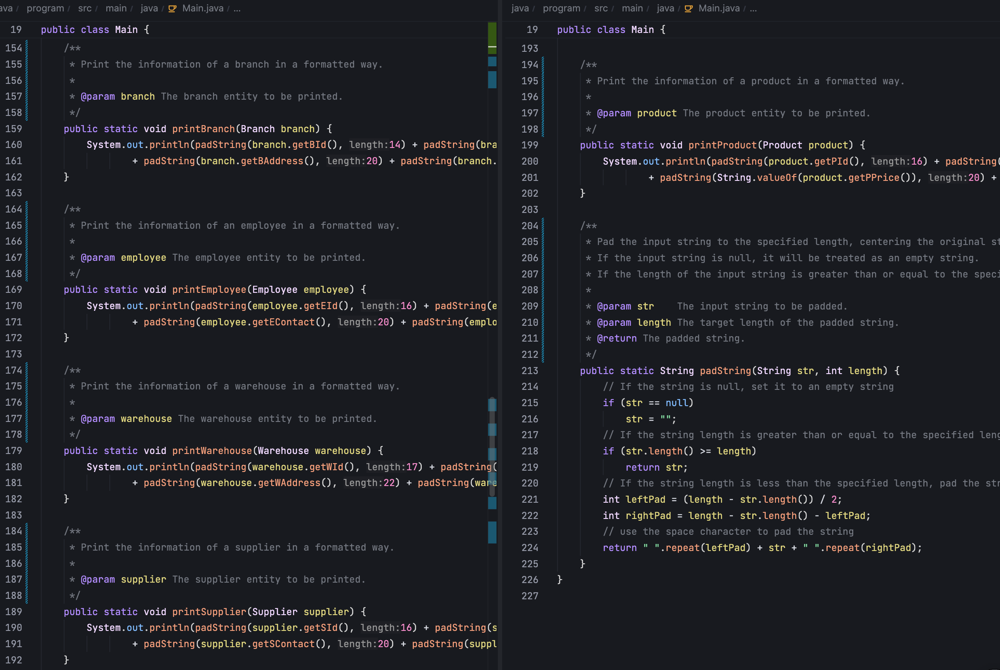 ava / program / src / main / java / Main.java / ...
19 public class Main {
154 /**
155 * Print the information of a branch in a formatted way.
156 *
157 * @param branch The branch entity to be printed.
158 */
159 public static void printBranch(Branch branch) {
160 System.out.println(padString(branch.getBId(), length:14) + padString(bra
161 + padString(branch.getBAddress(), length:20) + padString(branch.
162 }
163
164 /**
165 * Print the information of an employee in a formatted way.
166 *
167 * @param employee The employee entity to be printed.
168 */
169 public static void printEmployee(Employee employee) {
170 System.out.println(padString(employee.getEId(), length:16) + padString(e
171 + padString(employee.getEContact(), length:20) + padString(emplo
172 }
173
174 /**
175 * Print the information of a warehouse in a formatted way.
176 *
177 * @param warehouse The warehouse entity to be printed.
178 */
179 public static void printWarehouse(Warehouse warehouse) {
180 System.out.println(padString(warehouse.getWId(), length:17) + padString(
181 + padString(warehouse.getWAddress(), length:22) + padString(ware
182 }
183
184 /**
185 * Print the information of a supplier in a formatted way.
186 *
187 * @param supplier The supplier entity to be printed.
188 */
189 public static void printSupplier(Supplier supplier) {
190 System.out.println(padString(supplier.getSId(), length:16) + padString(s
191 + padString(supplier.getSContact(), length:20) + padString(suppl
192 }
java / program / src / main / java / Main.java / ...
19 public class Main {
193
194 /**
195 * Print the information of a product in a formatted way.
196 *
197 * @param product The product entity to be printed.
198 */
199 public static void printProduct(Product product) {
200 System.out.println(padString(product.getPId(), length:16) + padString(
201 + padString(String.valueOf(product.getPPrice()), length:20) +
202 }
203
204 /**
205 * Pad the input string to the specified length, centering the original st
206 * If the input string is null, it will be treated as an empty string.
207 * If the length of the input string is greater than or equal to the speci
208 *
209 * @param str    The input string to be padded.
210 * @param length The target length of the padded string.
211 * @return The padded string.
212 */
213 public static String padString(String str, int length) {
214 // If the string is null, set it to an empty string
215 if (str == null)
216 str = "";
217 // If the string length is greater than or equal to the specified leng
218 if (str.length() >= length)
219 return str;
220 // If the string length is less than the specified length, pad the str
221 int leftPad = (length - str.length()) / 2;
222 int rightPad = length - str.length() - leftPad;
223 // use the space character to pad the string
224 return " ".repeat(leftPad) + str + " ".repeat(rightPad);
225 }
226 }
227